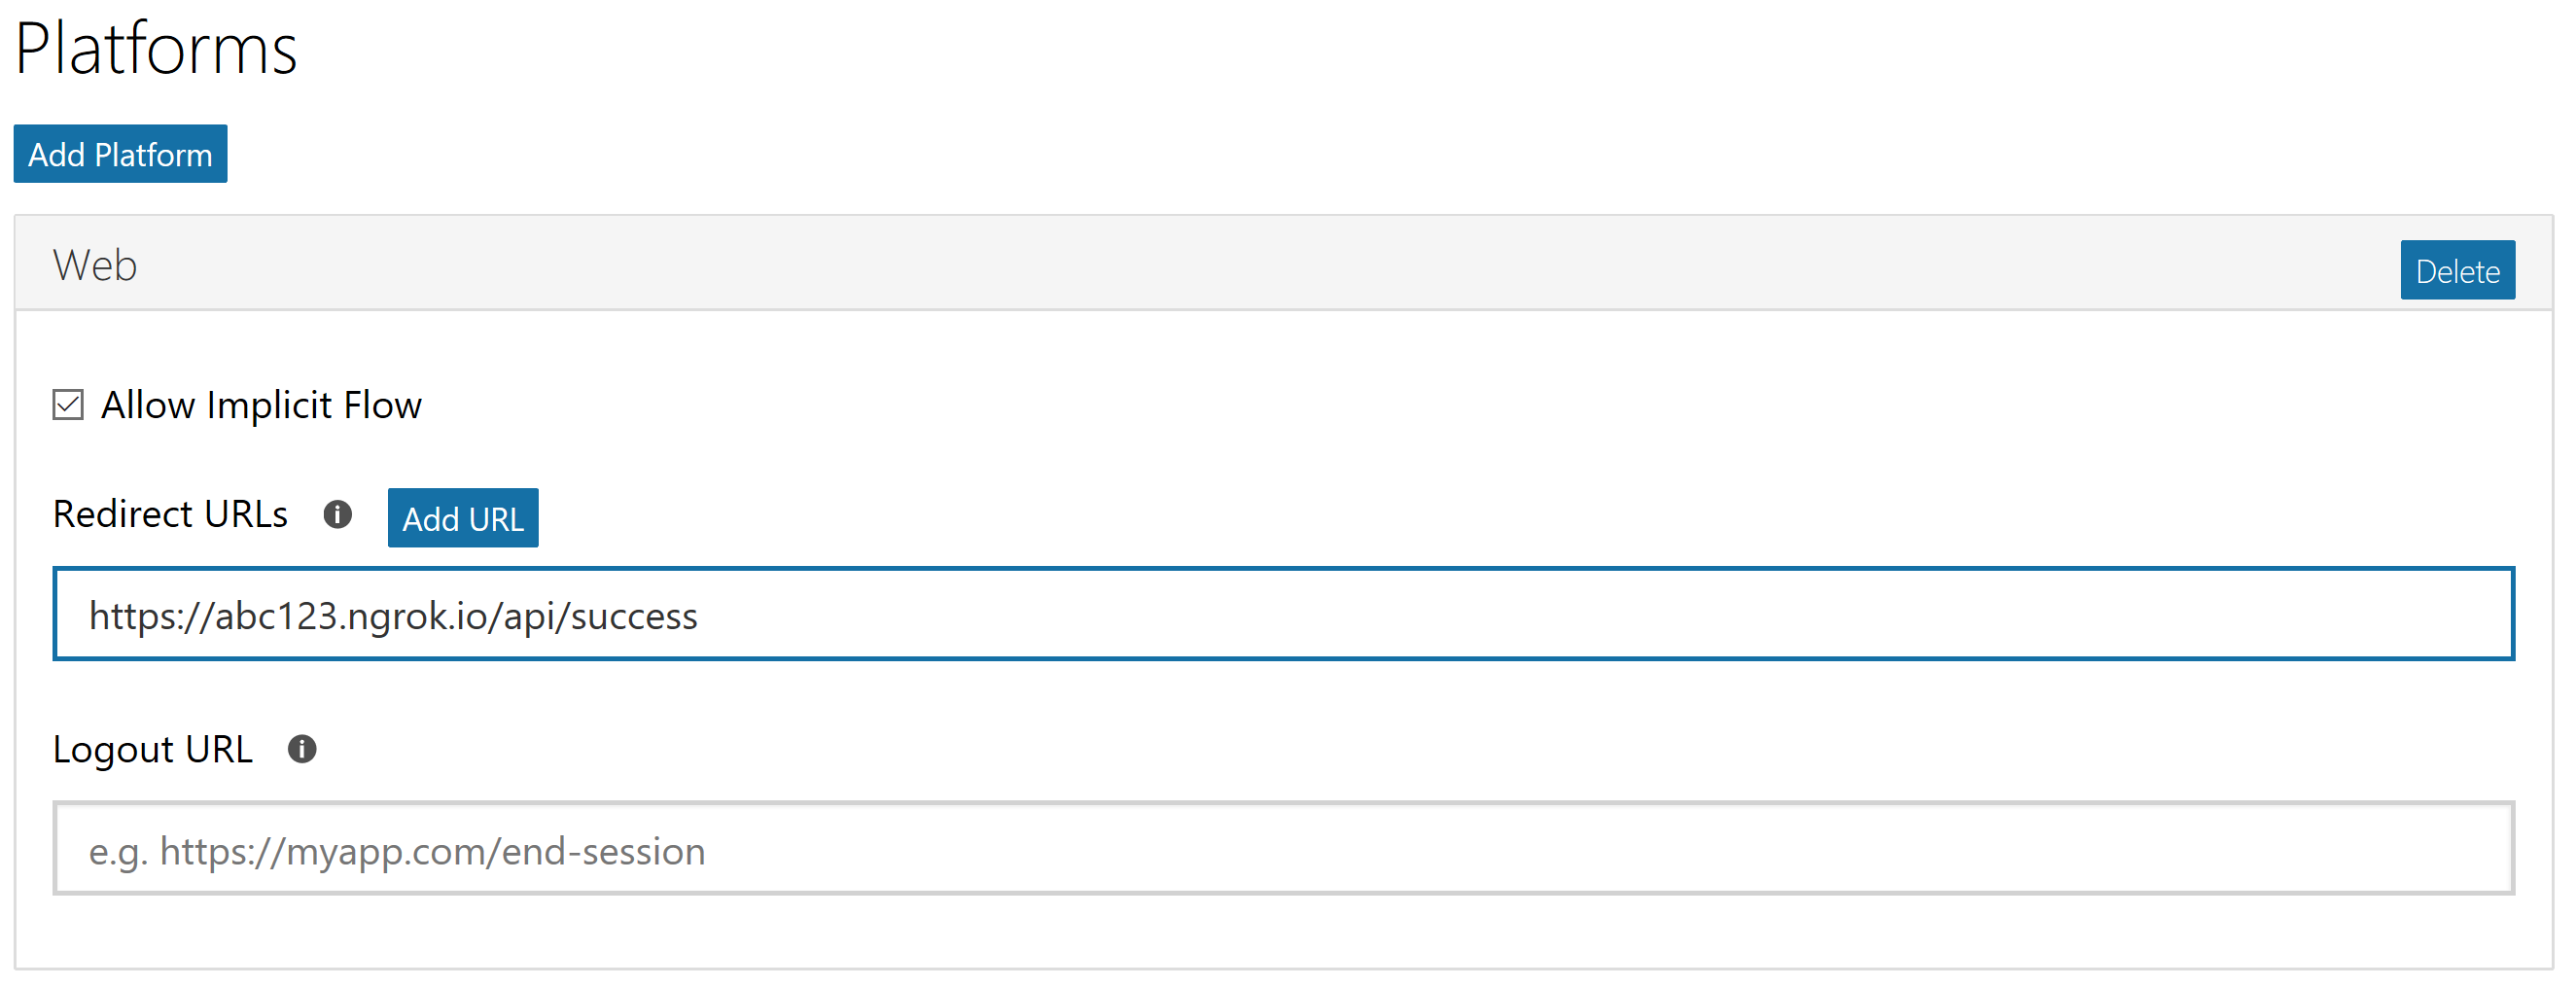 Platforms
Add Platform
Web
Delete
Allow Implicit Flow
Redirect URLs
Add URL
https://abc123.ngrok.io/api/success
Logout URL
e.g. https://myapp.com/end-session